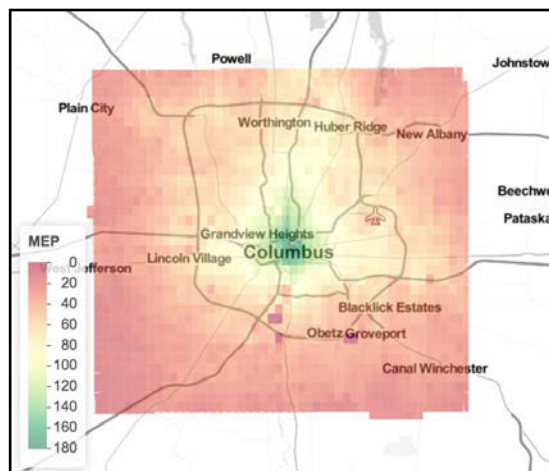 Powell
Johnstow
Plain City
Worthington
Huber Ridge
New Albany
Beechwo
Pataska
Grandview Heights
Columbus
MEP
West Jefferson
Lincoln Village
0
20
40
60
80
100
120
140
160
180
Blacklick Estates
Obetz
Groveport
Canal Winchester